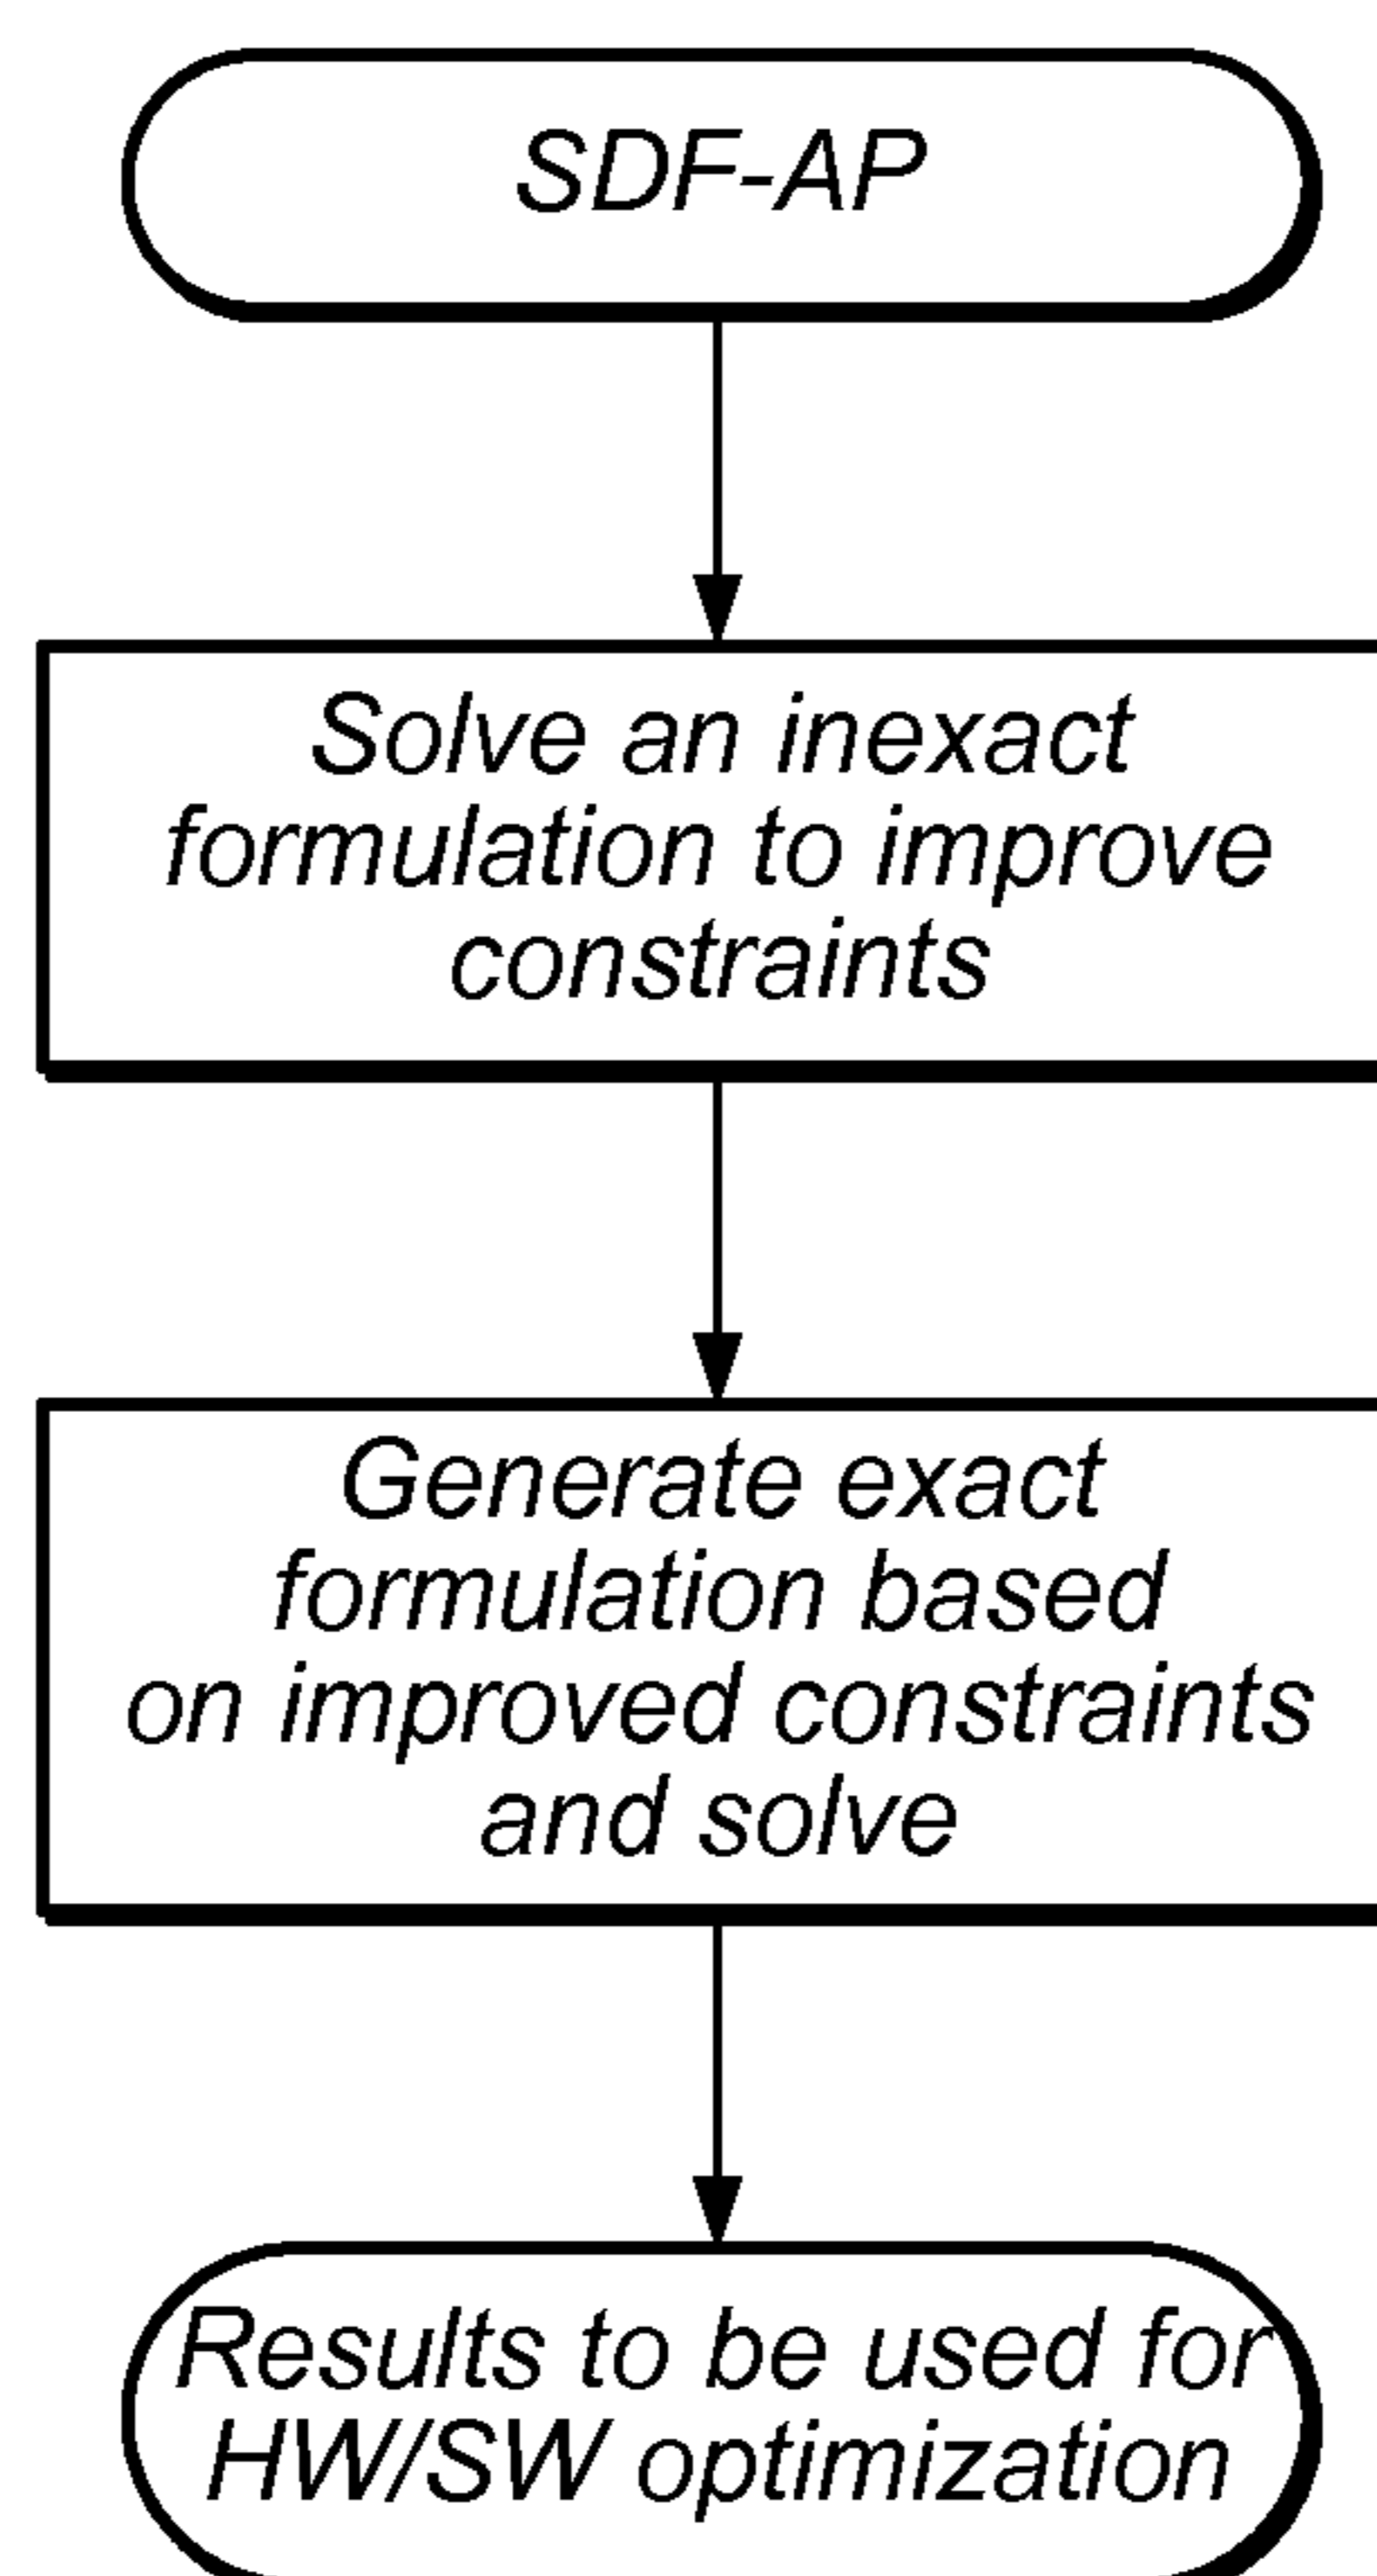 SDF-AP
Solve an inexact
formulation to improve
constraints
Generate exact
formulation based
on improved constraints
and solve
Results to be used for
HW/SW optimization